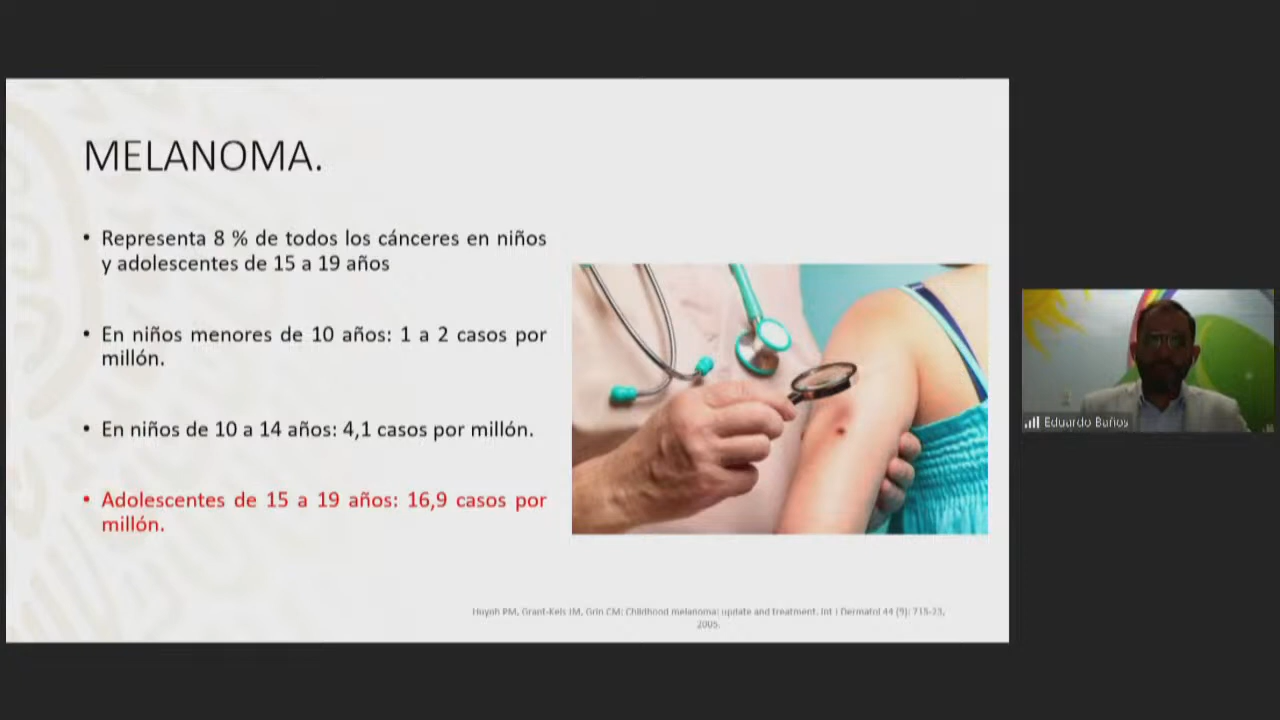 MELANOMA.
• Representa 8 % de todos los cánceres en niños
y adolescentes de 15 a 19 años
• En niños menores de 10 años: 1 a 2 casos por
millón.
• En niños de 10 a 14 años: 4,1 casos por millón.
• Adolescentes de 15 a 19 años: 16,9 casos por
millón.
Huynh PM, Grant-Kels JM, Grin CM: Childhood melanoma: update and treatment. Int J Dermatol 44 (9): 715-23,
2005.
Eduardo Baños